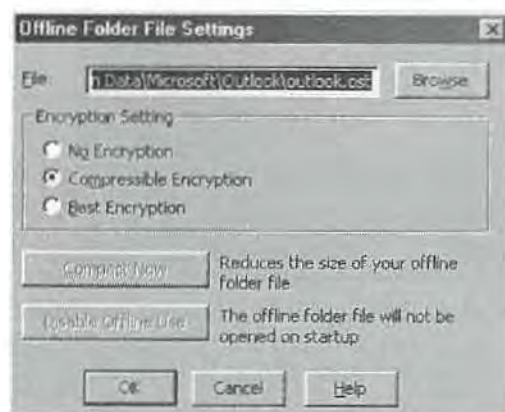 Offline Folder File Settings
File: n Data\Microsoft\Outlook\outlook.ost Browse
Encryption Setting
No Encryption
Compressible Encryption
Best Encryption
Compact Now Reduces the size of your offline
folder file
Disable Offline Use The offline folder file will not be
opened on startup
OK Cancel Help